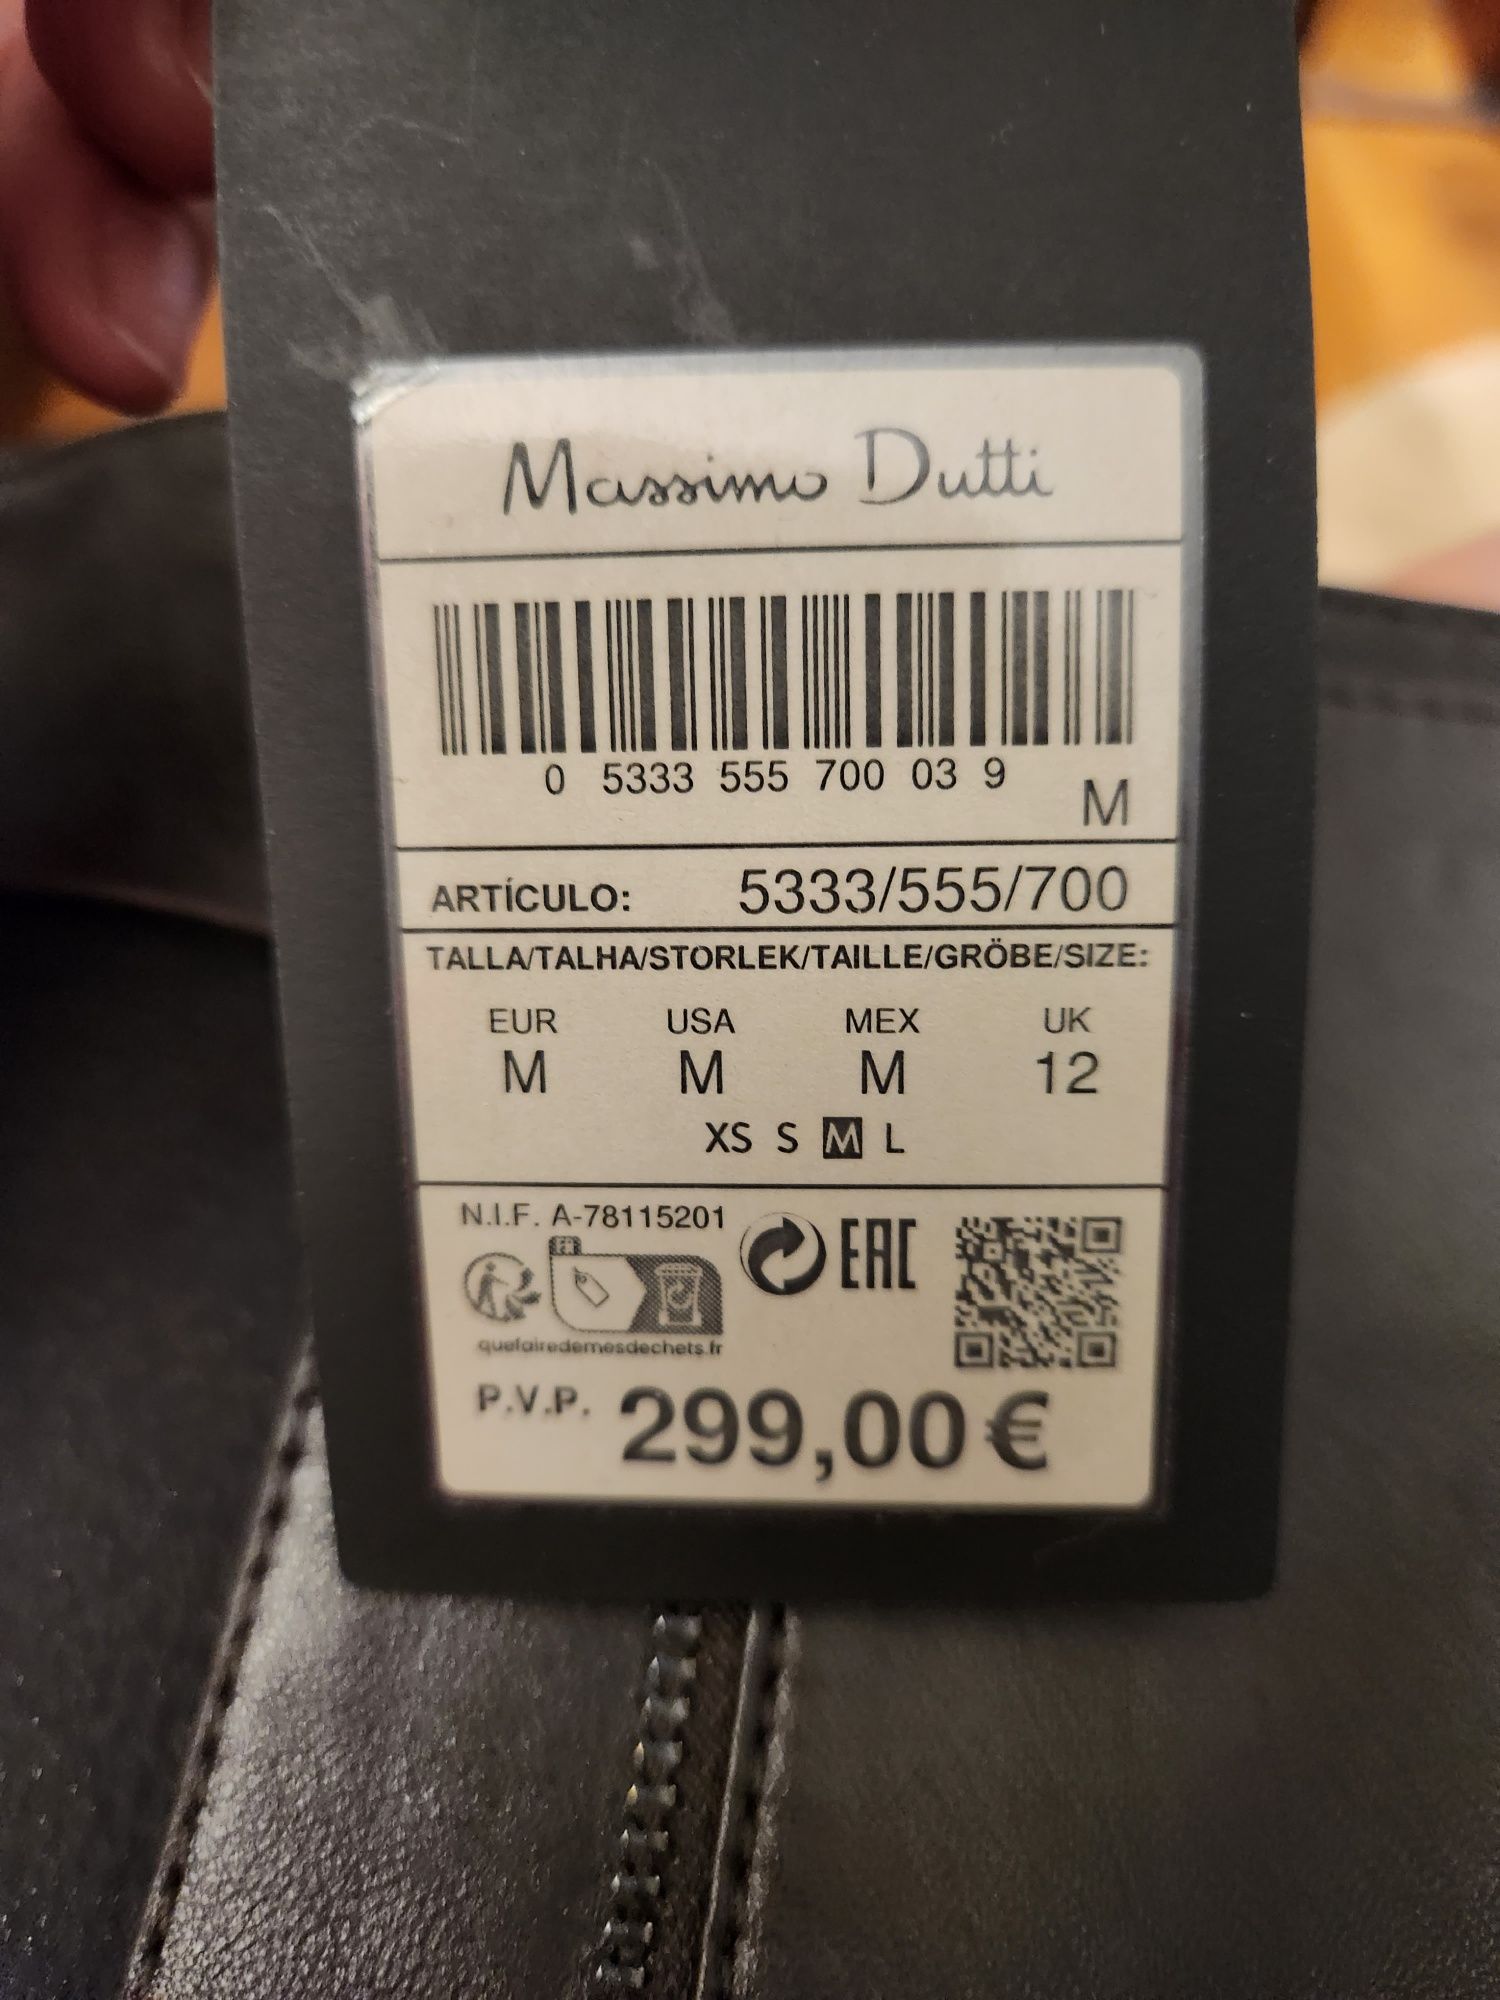 Massimo Dutti
0 5333 555 700 03 9
M
ARTÍCULO: 5333/555/700
TALLA/TALHA/STORLEK/TAILLE/GRÖBE/SIZE:
EUR USA MEX UK
M M M 12
XS S M L
N.I.F. A-78115201
FR
EAC
quefairedemesdechets.fr
P.V.P. 299,00 €